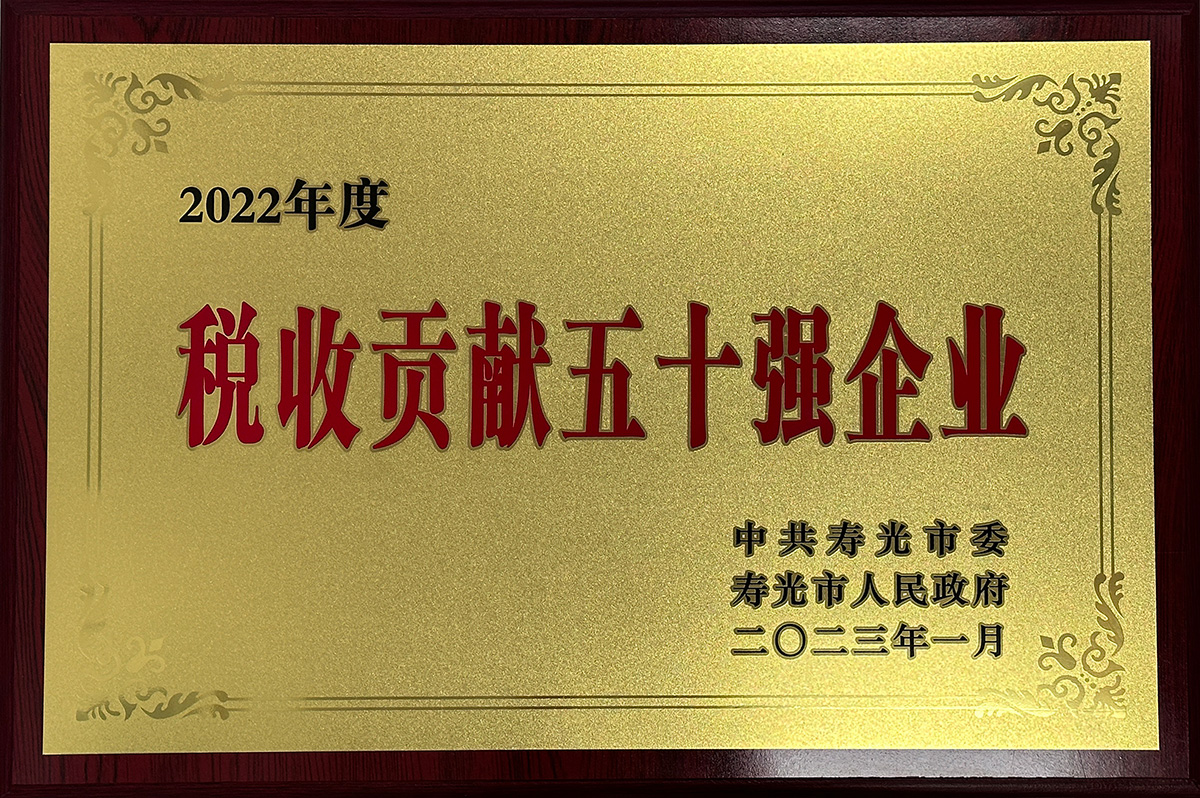 2022年度
税收贡献五十强企业
中共寿光市委
寿光市人民政府
二〇二三年一月